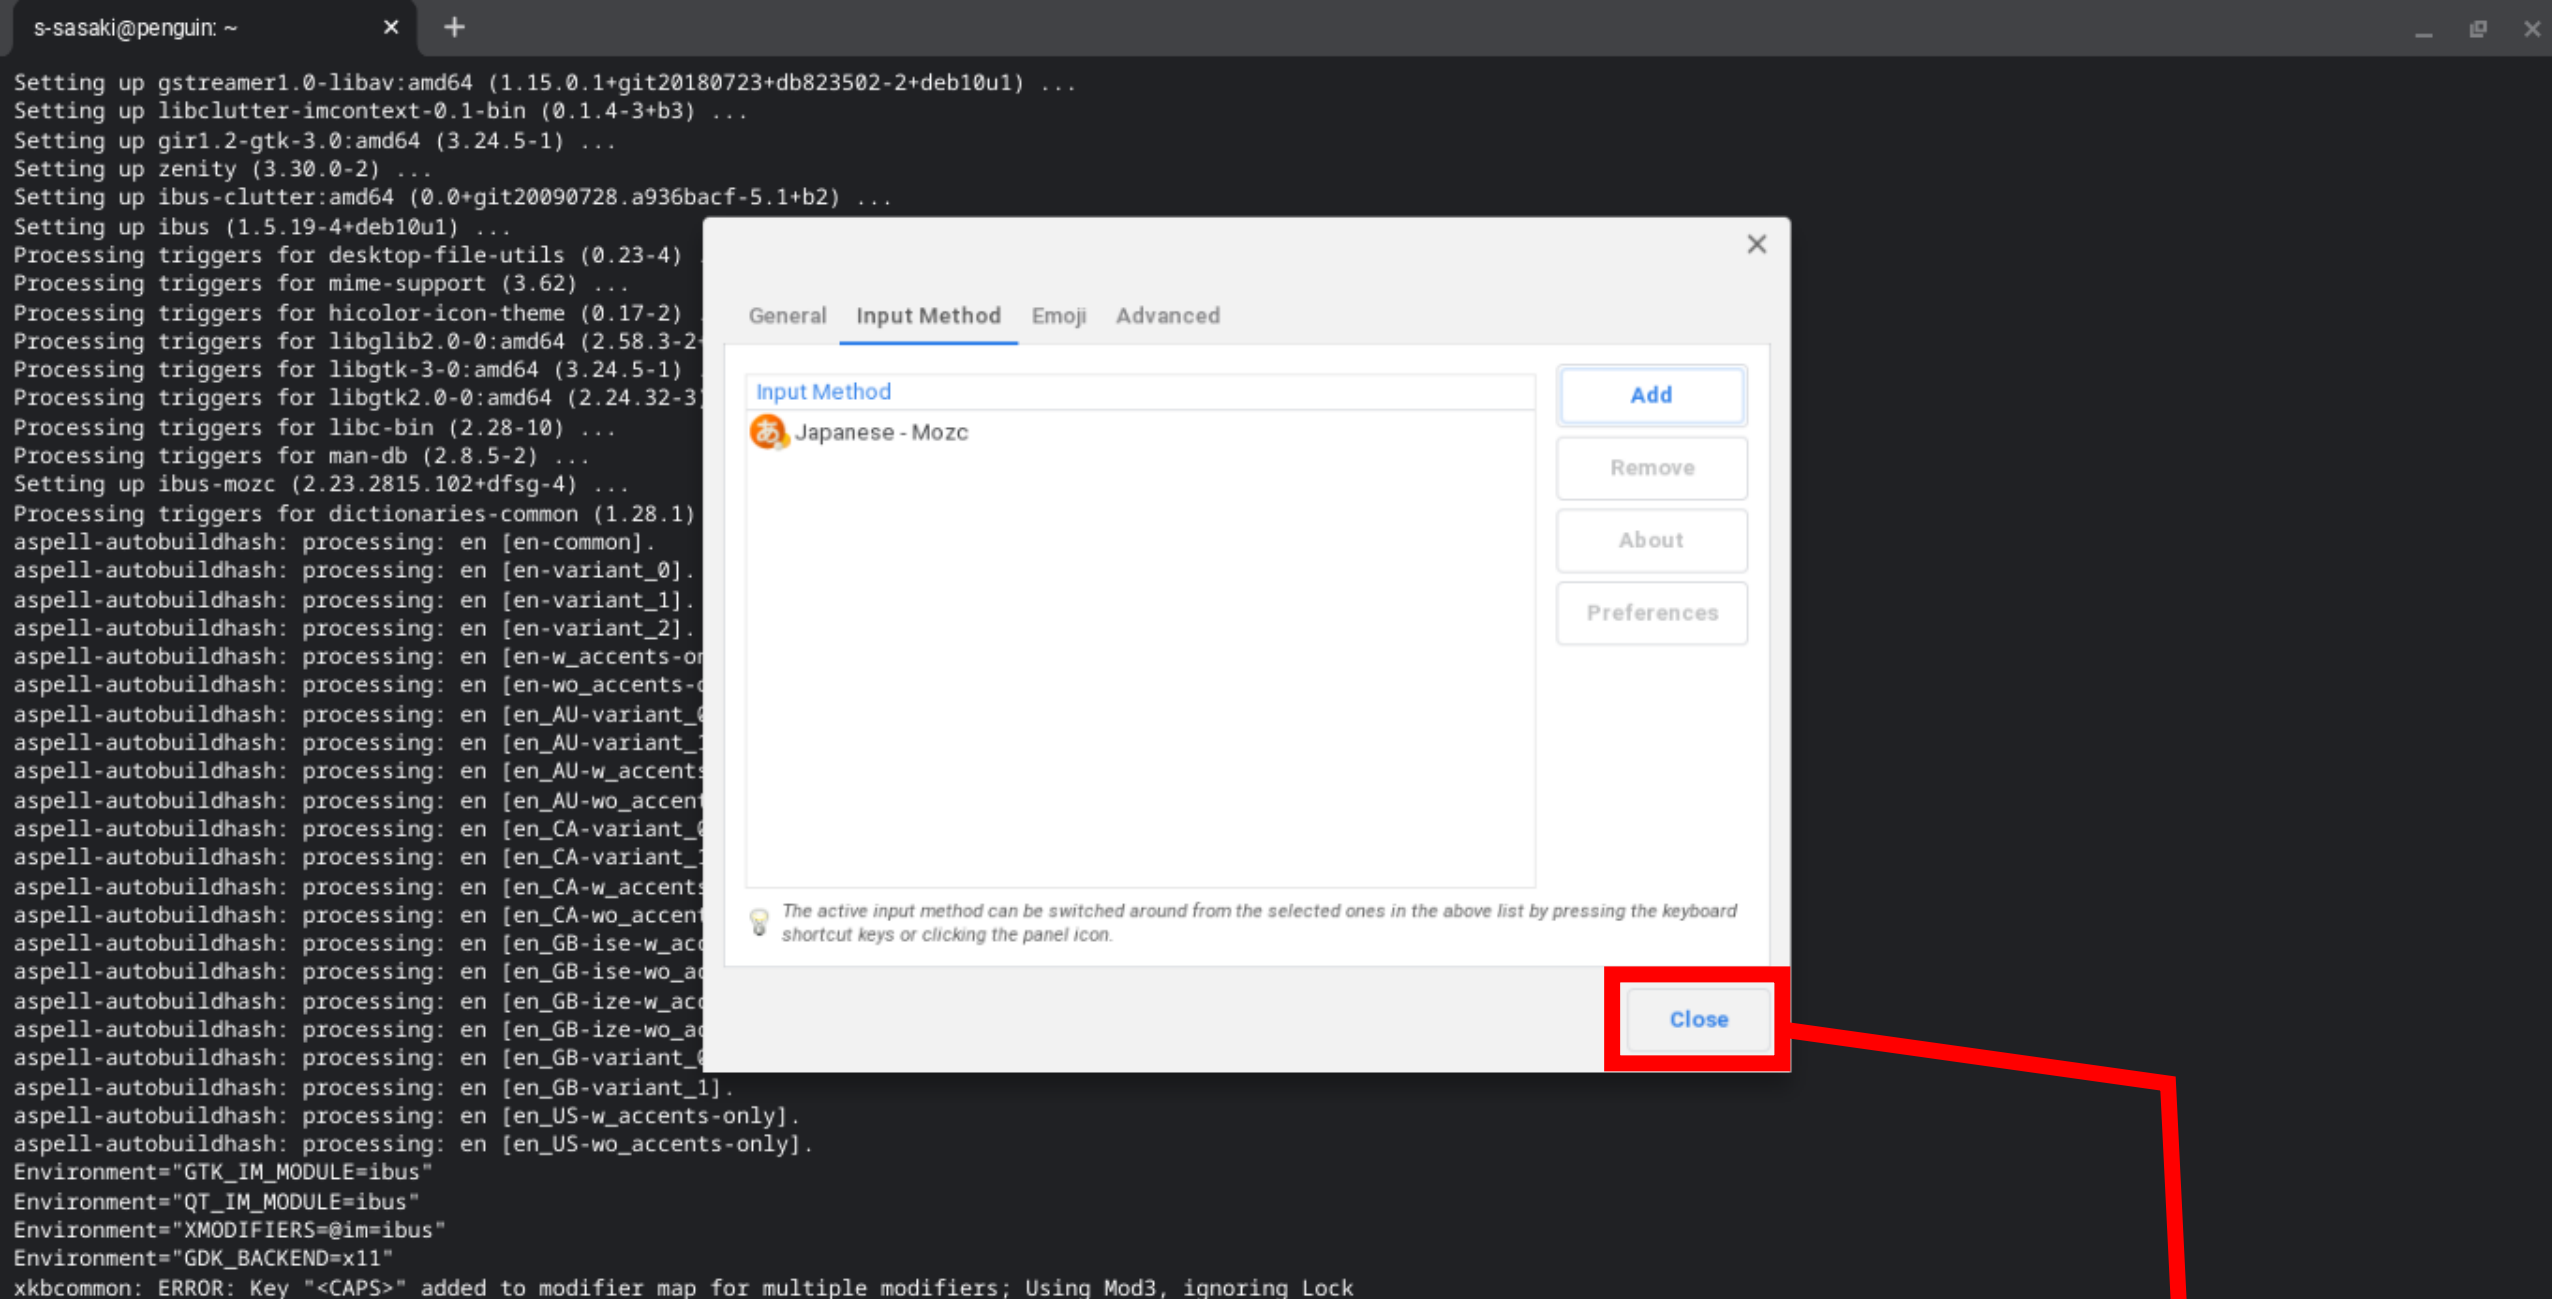 s-sasaki@penguin: ~
Setting up gstreamer1.0-libav:amd64 (1.15.0.1+git20180723+db823502-2+deb10u1) ...
Setting up libclutter-imcontext-0.1-bin (0.1.4-3+b3) ...
Setting up gir1.2-gtk-3.0:amd64 (3.24.5-1) ...
Setting up zenity (3.30.0-2) ...
Setting up ibus-clutter:amd64 (0.0+git20090728.a936bacf-5.1+b2) ...
Setting up ibus (1.5.19-4+deb10u1) ...
Processing triggers for desktop-file-utils (0.23-4) .
Processing triggers for mime-support (3.62) ...
Processing triggers for hicolor-icon-theme (0.17-2) .
Processing triggers for libglib2.0-0:amd64 (2.58.3-2+
Processing triggers for libgtk-3-0:amd64 (3.24.5-1) .
Processing triggers for libgtk2.0-0:amd64 (2.24.32-3)
Processing triggers for libc-bin (2.28-10) ...
Processing triggers for man-db (2.8.5-2) ...
Setting up ibus-mozc (2.23.2815.102+dfsg-4) ...
Processing triggers for dictionaries-common (1.28.1)
aspell-autobuildhash: processing: en [en-common].
aspell-autobuildhash: processing: en [en-variant_0].
aspell-autobuildhash: processing: en [en-variant_1].
aspell-autobuildhash: processing: en [en-variant_2].
aspell-autobuildhash: processing: en [en-w_accents-on
aspell-autobuildhash: processing: en [en-wo_accents-o
aspell-autobuildhash: processing: en [en_AU-variant_0
aspell-autobuildhash: processing: en [en_AU-variant_1
aspell-autobuildhash: processing: en [en_AU-w_accents
aspell-autobuildhash: processing: en [en_AU-wo_accent
aspell-autobuildhash: processing: en [en_CA-variant_0
aspell-autobuildhash: processing: en [en_CA-variant_1
aspell-autobuildhash: processing: en [en_CA-w_accents
aspell-autobuildhash: processing: en [en_CA-wo_accent
aspell-autobuildhash: processing: en [en_GB-ise-w_acc
aspell-autobuildhash: processing: en [en_GB-ise-wo_ac
aspell-autobuildhash: processing: en [en_GB-ize-w_acc
aspell-autobuildhash: processing: en [en_GB-ize-wo_ac
aspell-autobuildhash: processing: en [en_GB-variant_0
aspell-autobuildhash: processing: en [en_GB-variant_1].
aspell-autobuildhash: processing: en [en_US-w_accents-only].
aspell-autobuildhash: processing: en [en_US-wo_accents-only].
Environment="GTK_IM_MODULE=ibus"
Environment="QT_IM_MODULE=ibus"
Environment="XMODIFIERS=@im=ibus"
Environment="GDK_BACKEND=x11"
xkbcommon: ERROR: Key "<CAPS>" added to modifier map for multiple modifiers; Using Mod3, ignoring Lock
General Input Method Emoji Advanced
Input Method
あ Japanese - Mozc
Add
Remove
About
Preferences
The active input method can be switched around from the selected ones in the above list by pressing the keyboard
shortcut keys or clicking the panel icon.
Close